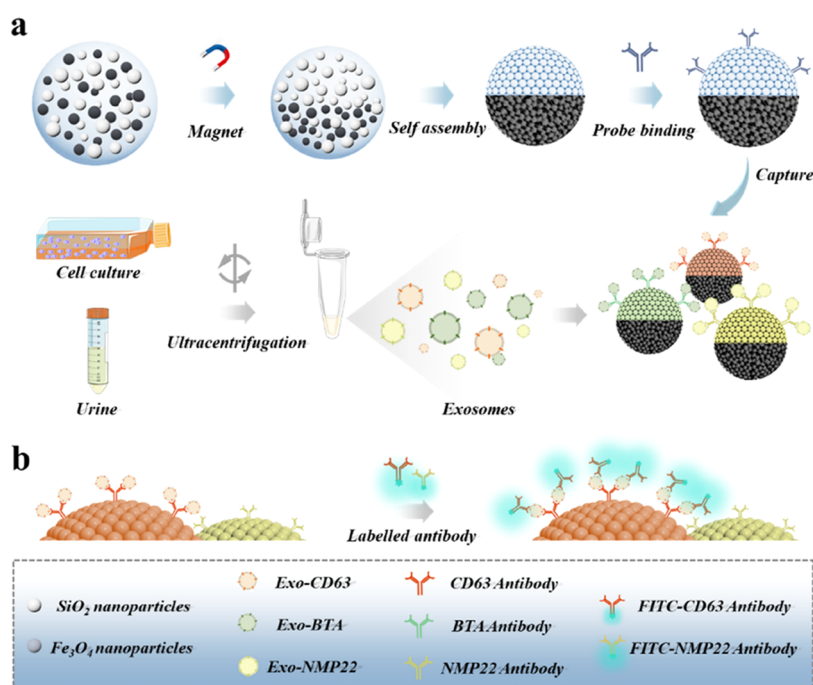 a
Magnet
Self assembly
Probe binding
Capture
Cell culture
Ultracentrifugation
Urine
Exosomes
b
Labelled antibody
SiO₂ nanoparticles
Fe₃O₄ nanoparticles
Exo-CD63
Exo-BTA
Exo-NMP22
CD63 Antibody
BTA Antibody
NMP22 Antibody
FITC-CD63 Antibody
FITC-NMP22 Antibody